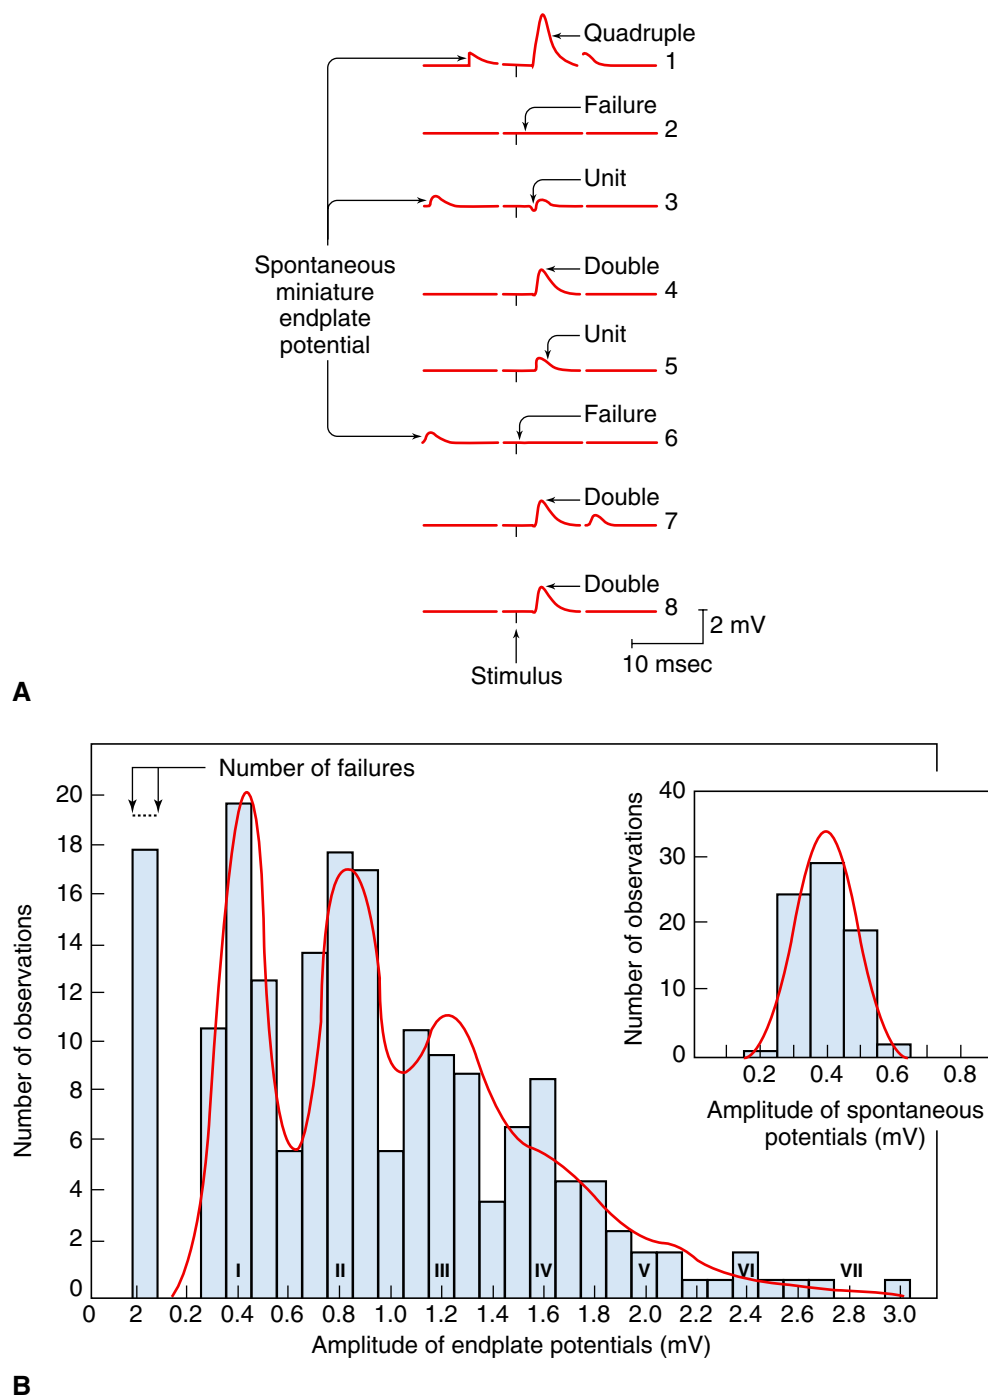 Quadruple
1
Failure
2
Unit
3
Spontaneous
miniature
endplate
potential
Double
4
Unit
5
Failure
6
Double
7
Double
8
2 mV
10 msec
Stimulus
A
Number of failures
Number of observations
20
18
16
14
12
10
8
6
4
2
0
I
II
III
IV
V
VI
VII
0
2
0.2
0.4
0.6
0.8
1.0
1.2
1.4
1.6
1.8
2.0
2.2
2.4
2.6
2.8
3.0
Amplitude of endplate potentials (mV)
Number of observations
40
30
20
10
0
0.2
0.4
0.6
0.8
Amplitude of spontaneous
potentials (mV)
B